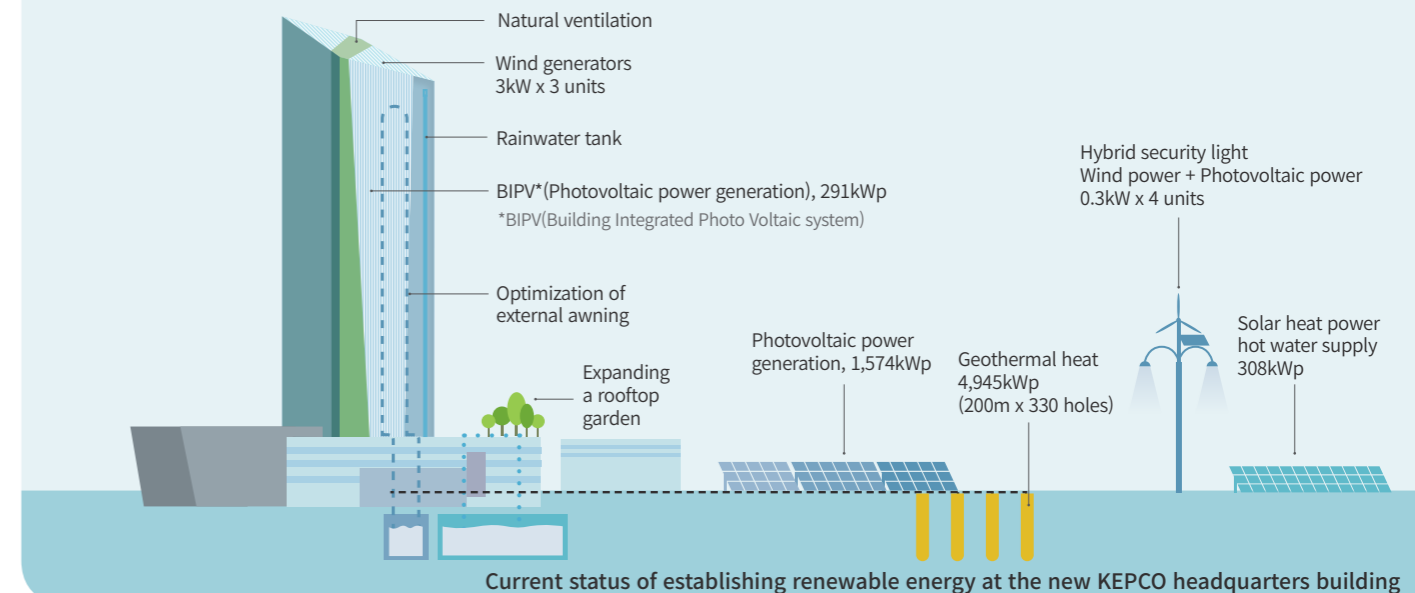 Natural ventilation
Wind generators
3kW x 3 units
Rainwater tank
BIPV*(Photovoltaic power generation), 291kWp
*BIPV(Building Integrated Photo Voltaic system)
Optimization of
external awning
Expanding
a rooftop
garden
Photovoltaic power
generation, 1,574kWp
Geothermal heat
4,945kWp
(200m x 330 holes)
Hybrid security light
Wind power + Photovoltaic power
0.3kW x 4 units
Solar heat power
hot water supply
308kWp
Current status of establishing renewable energy at the new KEPCO headquarters building